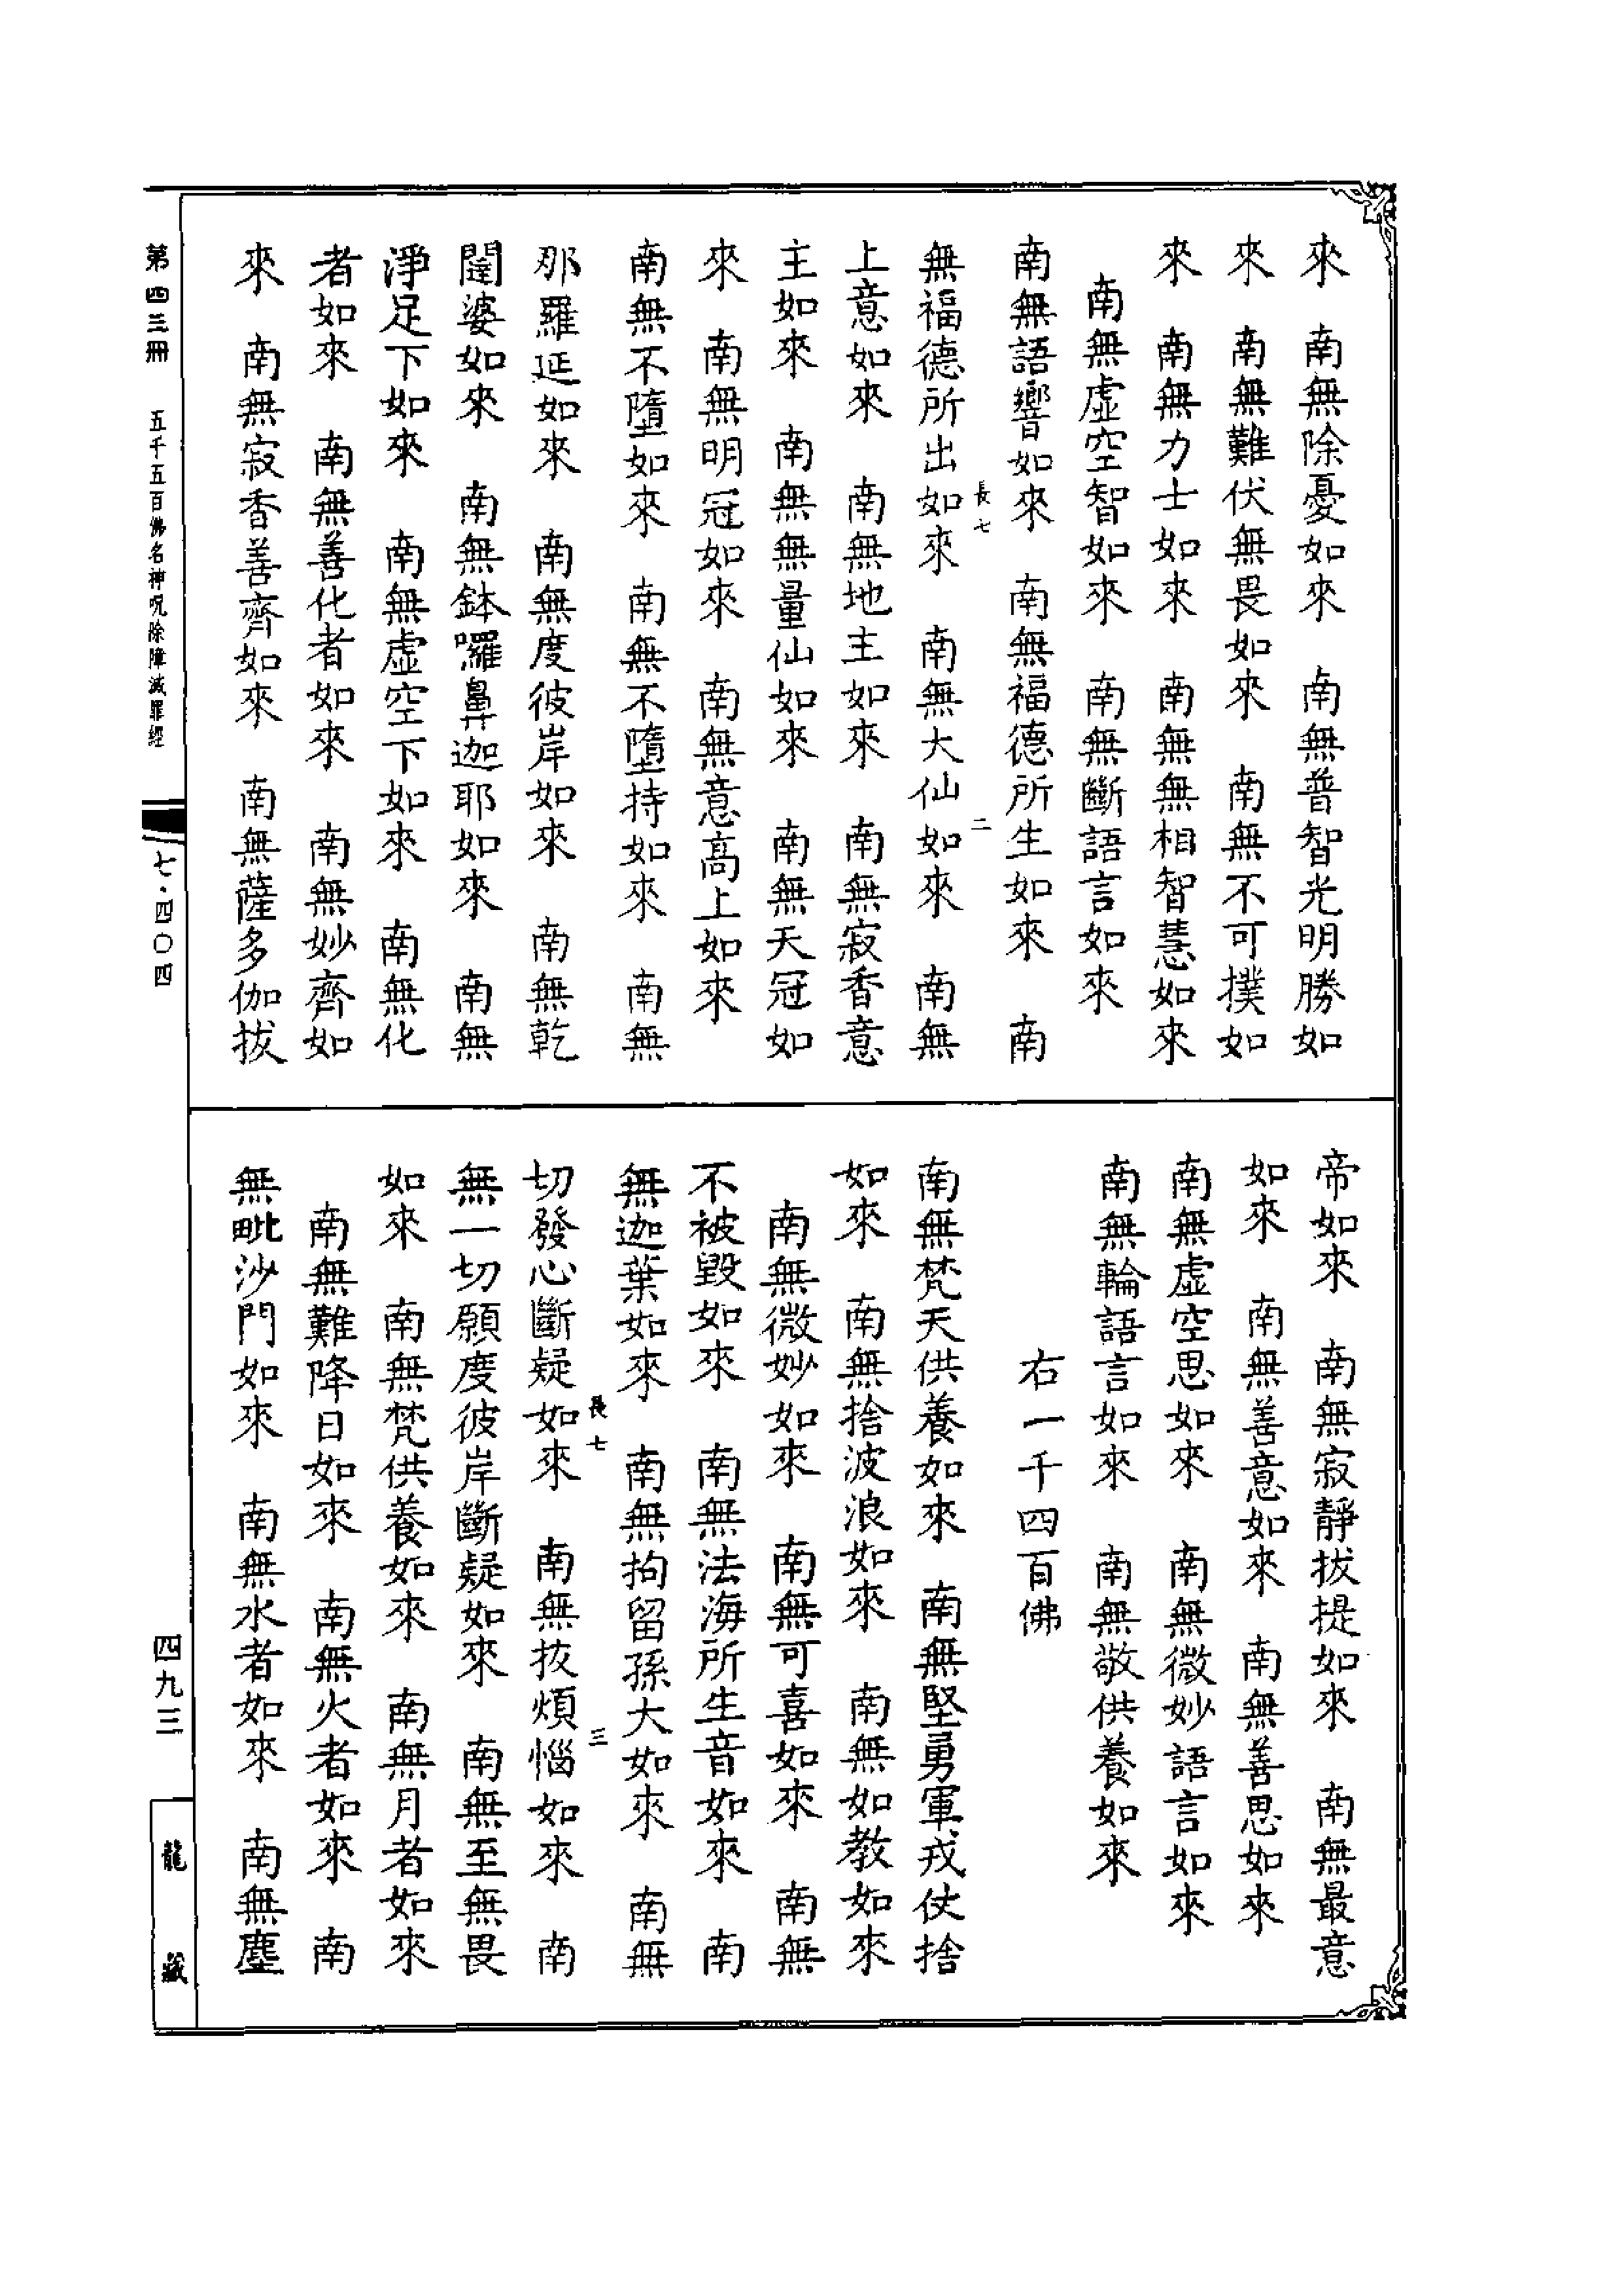 來　南無除憂如來　南無普智光明勝如
來　南無難伏無畏如來　南無不可撲如
來　南無力士如來　南無無相智慧如來
南無虛空智如來　南無斷語言如來
南無語響如來　南無福德所生如來　南
無福德所出如來　南無大仙如來　南無
長七　二
上意如來　南無地主如來　南無寂香意
主如來　南無無量仙如來　南無天冠如
來　南無明冠如來　南無意高上如來
南無不墮如來　南無不墮持如來　南無
那羅延如來　南無度彼岸如來　南無乾
闥婆如來　南無鉢囉鼻迦耶如來　南無
淨足下如來　南無虛空下如來　南無化
者如來　南無善化者如來　南無妙齊如
來　南無寂香善齊如來　南無薩多伽拔
帝如來　南無寂靜拔提如來　南無最意
如來　南無善意如來　南無善思如來
南無虛空思如來　南無微妙語言如來
南無輪語言如來　南無敬供養如來
右一千四百佛
南無梵天供養如來　南無堅勇軍戎仗捨
如來　南無捨波浪如來　南無如教如來
南無微妙如來　南無可喜如來　南無
不被毀如來　南無法海所生音如來　南
無迦葉如來　南無拘留孫大如來　南無
長七　三
切發心斷疑如來　南無拔煩惱如來　南
無一切願度彼岸斷疑如來　南無至無畏
如來　南無梵供養如來　南無月者如來
南無難降日如來　南無火者如來　南
無毗沙門如來　南無水者如來　南無塵
第四三冊　五千五百佛名神呪除障滅罪經
七·四〇四
四九三
龍藏